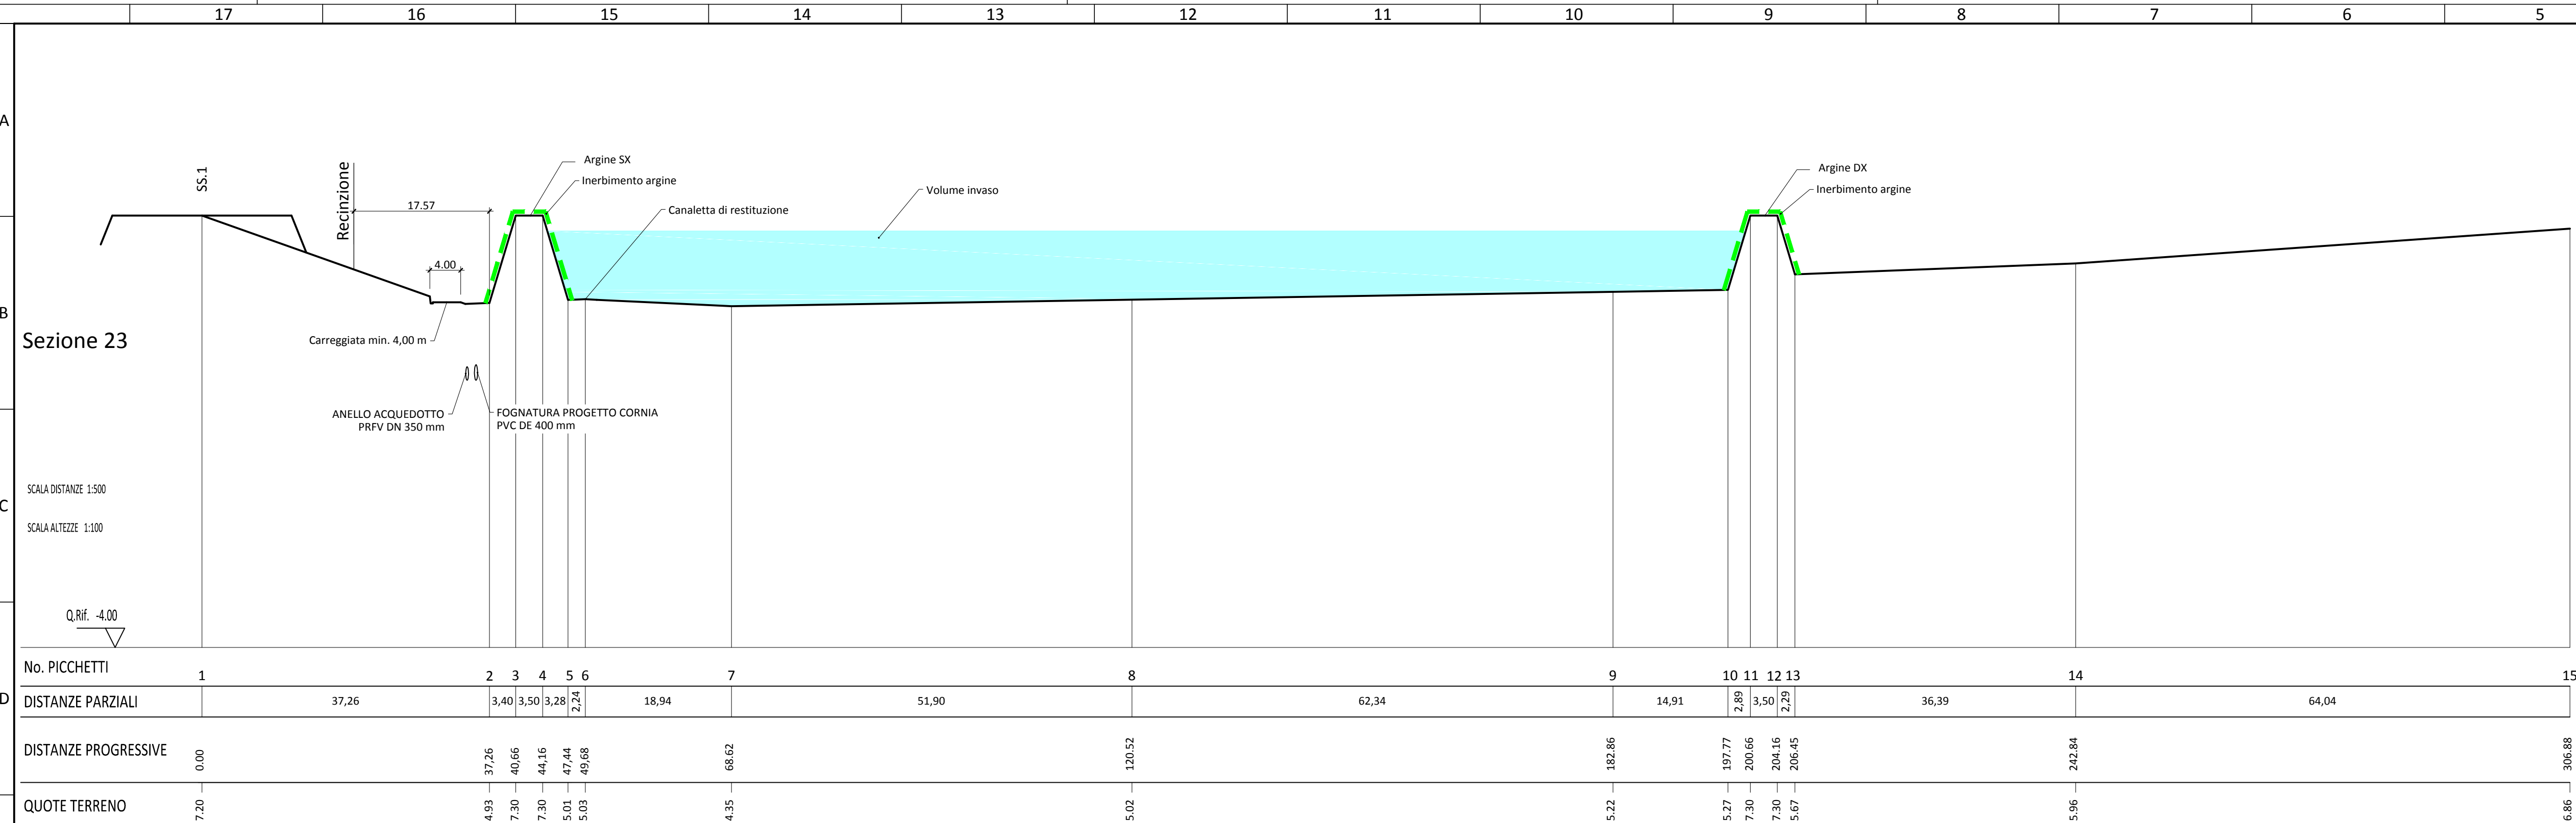 17 16 15 14 13 12 11 10 9 8 7 6 5
A
B
C
D
SS.1
Recinzione
17.57
4.00
Argine SX
Inerbimento argine
Canaletta di restituzione
Volume invaso
Argine DX
Inerbimento argine
Carreggiata min. 4,00 m
Sezione 23
ANELLO ACQUEDOTTO
PRFV DN 350 mm
FOGNATURA PROGETTO CORNIA
PVC DE 400 mm
SCALA DISTANZE 1:500
SCALA ALTEZZE 1:100
Q.Rif. -4.00
No. PICCHETTI 1 2 3 4 5 6 7 8 9 10 11 12 13 14 15
DISTANZE PARZIALI 37,26 3,40 3,50 3,28 2,24 18,94 51,90 62,34 14,91 2,89 3,50 2,29 36,39 64,04
DISTANZE PROGRESSIVE 0.00 37,26 40,66 44,16 47,44 49,68 68.62 120.52 182.86 197.77 200.66 204.16 206.45 242.84 306.88
QUOTE TERRENO 7.20 4.93 7.30 7.30 5.01 5.03 4.35 5.02 5.22 5.27 7.30 7.30 5.67 5.96 6.86